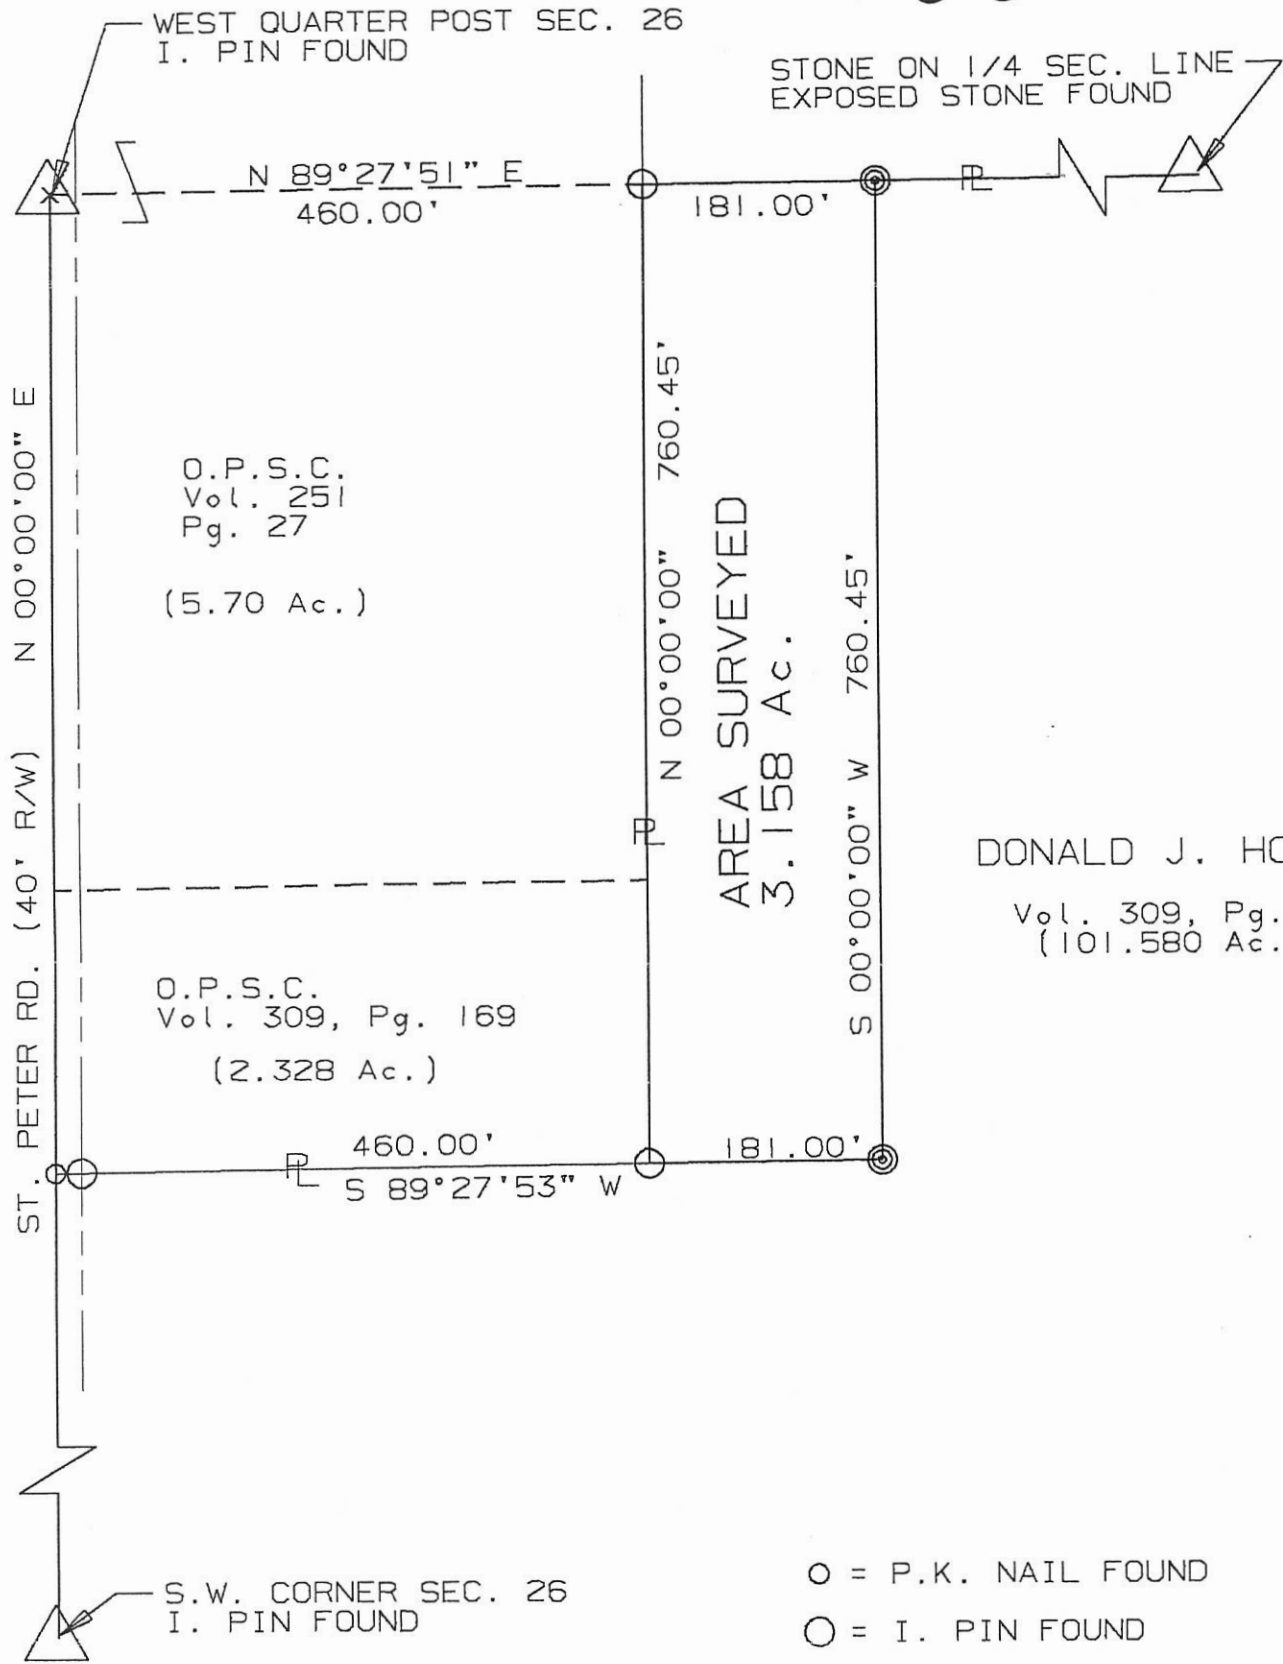 WEST QUARTER POST SEC. 26
I. PIN FOUND
STONE ON 1/4 SEC. LINE
EXPOSED STONE FOUND
N 89°27'51" E
460.00'
181.00'
PL
ST. PETER RD. (40' R/W) N 00°00'00" E
O.P.S.C.
Vol. 251
Pg. 27
(5.70 Ac.)
N 00°00'00" 760.45'
PL
AREA SURVEYED
3.158 Ac.
S 00°00'00" W 760.45'
DONALD J.
Vol. 309, Pg.
(101.580 Ac.
O.P.S.C.
Vol. 309, Pg. 169
(2.328 Ac.)
460.00'
181.00'
PL
S 89°27'53" W
S.W. CORNER SEC. 26
I. PIN FOUND
O = P.K. NAIL FOUND
O = I. PIN FOUND